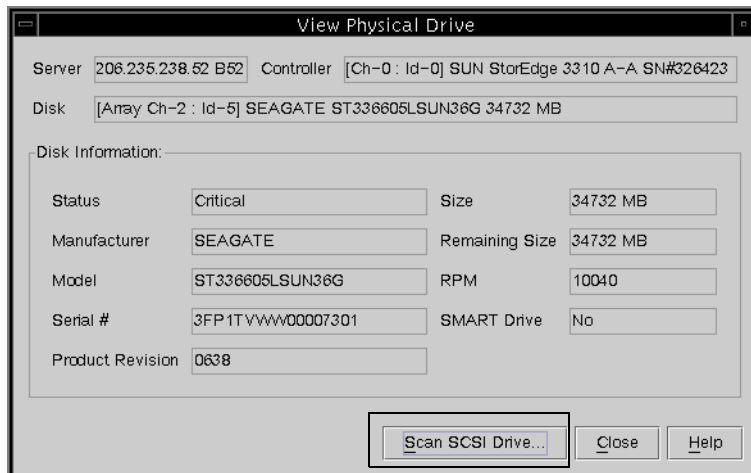 View Physical Drive
Server 206.235.238.52 B52 Controller [Ch-0 : Id-0] SUN StorEdge 3310 A-A SN#326423
Disk [Array Ch-2 : Id-5] SEAGATE ST336605LSUN36G 34732 MB
Disk Information:
Status Critical Size 34732 MB
Manufacturer SEAGATE Remaining Size 34732 MB
Model ST336605LSUN36G RPM 10040
Serial # 3FP1TVWW00007301 SMART Drive No
Product Revision 0638
Scan SCSI Drive... Close Help